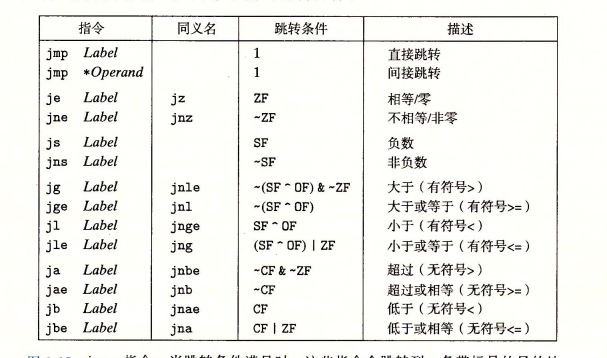 指令 同义名 跳转条件 描述
jmp Label 1 直接跳转
jmp *Operand 1 间接跳转
je Label jz ZF 相等/零
jne Label jnz ~ZF 不相等/非零
js Label SF 负数
jns Label ~SF 非负数
jg Label jnle ~(SF ^ OF) & ~ZF 大于（有符号>）
jge Label jnl ~(SF ^ OF) 大于或等于（有符号>=）
jl Label jnge SF ^ OF 小于（有符号<）
jle Label jng (SF ^ OF) | ZF 小于或等于（有符号<=）
ja Label jnbe ~CF & ~ZF 超过（无符号>）
jae Label jnb ~CF 超过或相等（无符号>=）
jb Label jnae CF 低于（无符号<）
jbe Label jna CF | ZF 低于或相等（无符号<=）